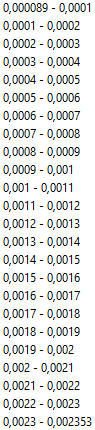 0,000089 - 0,0001
0,0001 - 0,0002
0,0002 - 0,0003
0,0003 - 0,0004
0,0004 - 0,0005
0,0005 - 0,0006
0,0006 - 0,0007
0,0007 - 0,0008
0,0008 - 0,0009
0,0009 - 0,001
0,001 - 0,0011
0,0011 - 0,0012
0,0012 - 0,0013
0,0013 - 0,0014
0,0014 - 0,0015
0,0015 - 0,0016
0,0016 - 0,0017
0,0017 - 0,0018
0,0018 - 0,0019
0,0019 - 0,002
0,002 - 0,0021
0,0021 - 0,0022
0,0022 - 0,0023
0,0023 - 0,002353